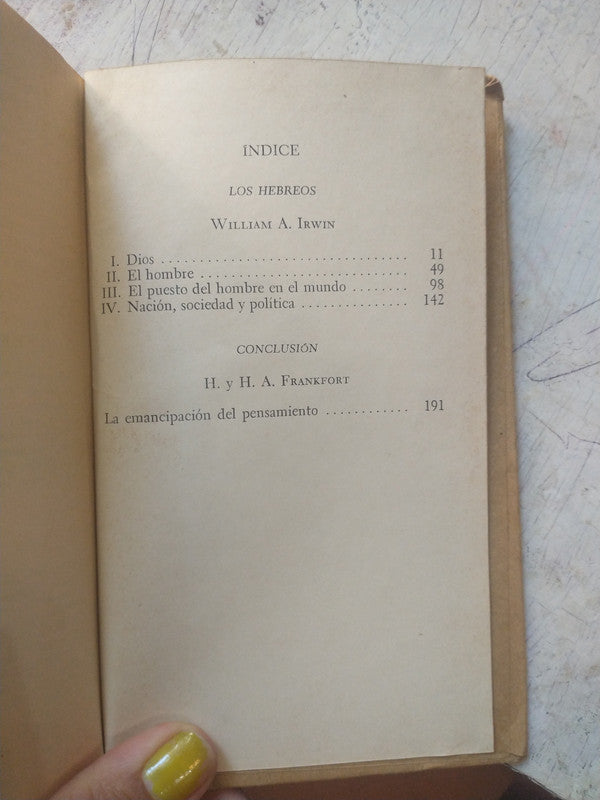 ÍNDICE
LOS HEBREOS
WILLIAM A. IRWIN
I. Dios ................................. 11
II. El hombre ............................ 49
III. El puesto del hombre en el mundo ........ 98
IV. Nación, sociedad y política .............. 142
CONCLUSIÓN
H. y H. A. FRANKFORT
La emancipación del pensamiento ............ 191